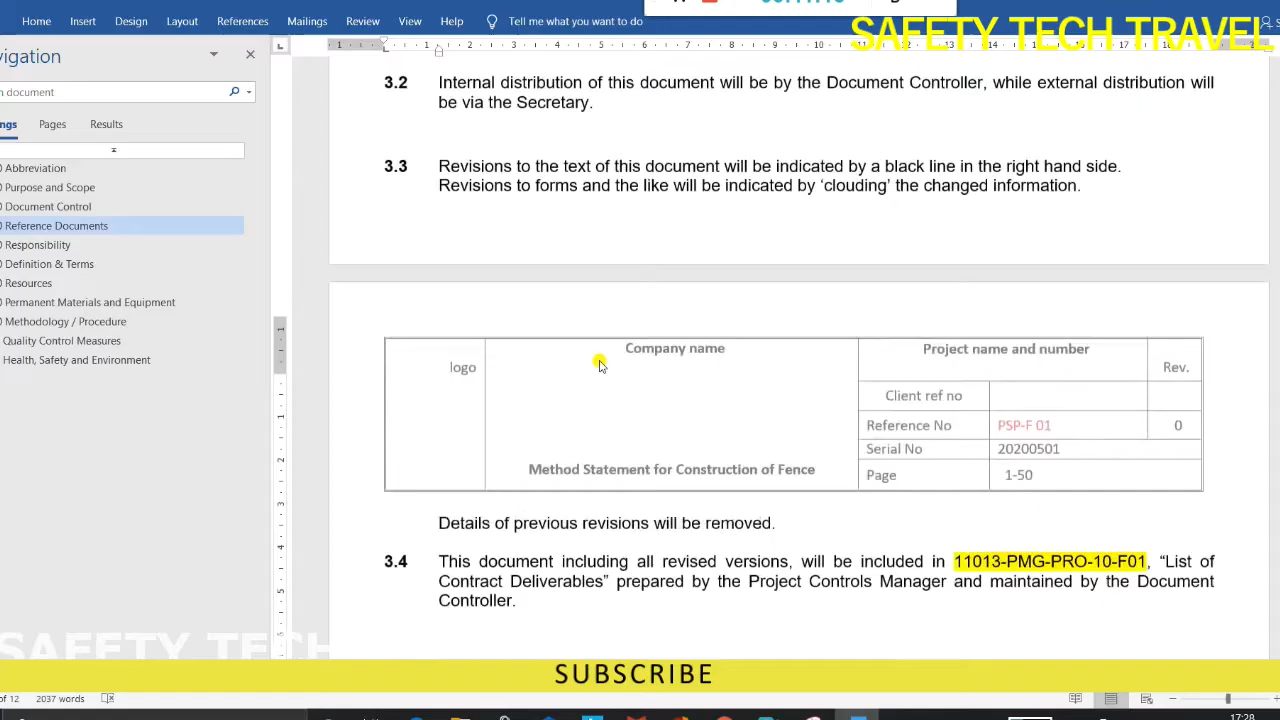 SAFETY TECH TRAVEL
Home Insert Design Layout References Mailings Review View Help Tell me what you want to do
vigation
n document
ngs Pages Results
Abbreviation
Purpose and Scope
Document Control
Reference Documents
Responsibility
Definition & Terms
Resources
Permanent Materials and Equipment
Methodology / Procedure
Quality Control Measures
Health, Safety and Environment
3.2 Internal distribution of this document will be by the Document Controller, while external distribution will
be via the Secretary.
3.3 Revisions to the text of this document will be indicated by a black line in the right hand side.
Revisions to forms and the like will be indicated by ‘clouding’ the changed information.
logo
Company name
Method Statement for Construction of Fence
Project name and number
Rev.
Client ref no
Reference No PSP-F 01 0
Serial No 20200501
Page 1-50
Details of previous revisions will be removed.
3.4 This document including all revised versions, will be included in 11013-PMG-PRO-10-F01, “List of
Contract Deliverables” prepared by the Project Controls Manager and maintained by the Document
Controller.
SAFETY TECH
SUBSCRIBE
of 12 2037 words
17:28